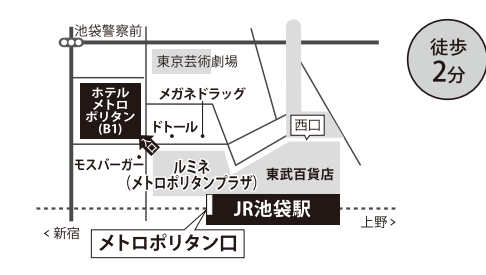 池袋警察前
東京芸術劇場
徒歩
2分
ホテル
メトロ
ポリタン
(B1)
メガネドラッグ
ドトール
西口
モスバーガー
ルミネ
(メトロポリタンプラザ)
東武百貨店
JR池袋駅
<新宿
上野>
メトロポリタン口